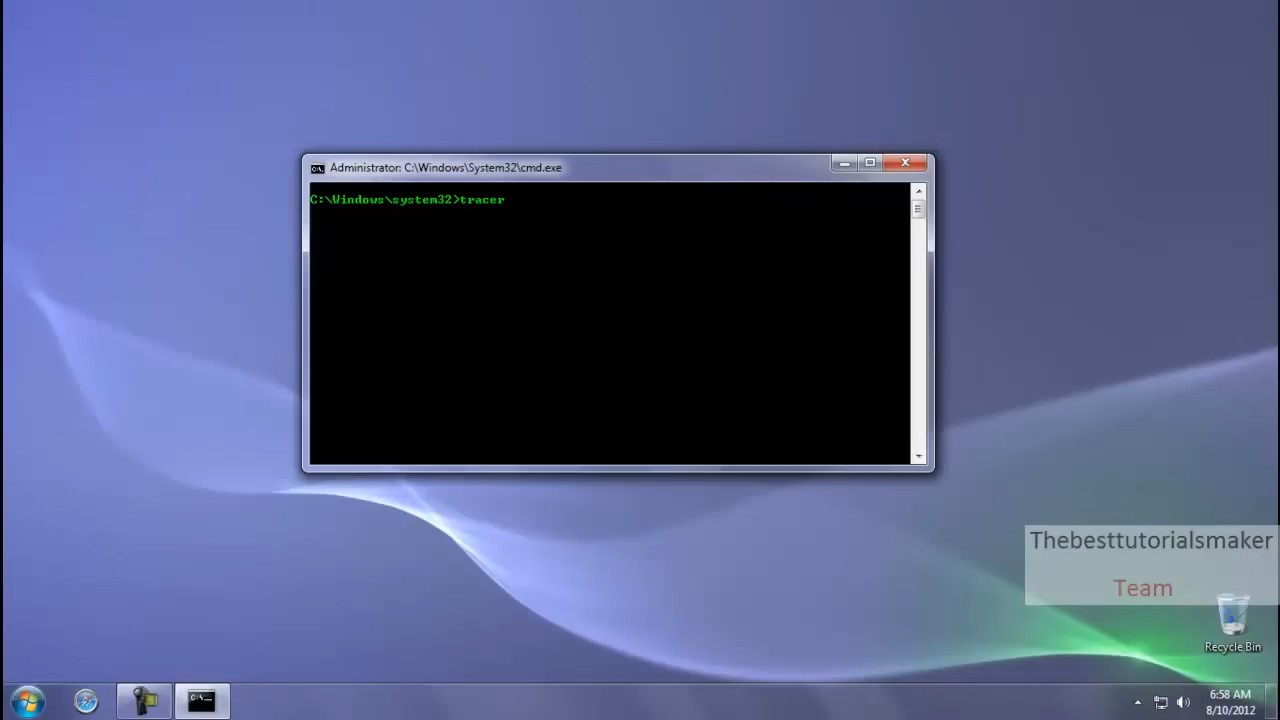 Administrator: C:\Windows\System32\cmd.exe
C:\Windows\system32>tracer
Thebesttutorialsmaker
Team
Recycle Bin
6:58 AM
8/10/2012